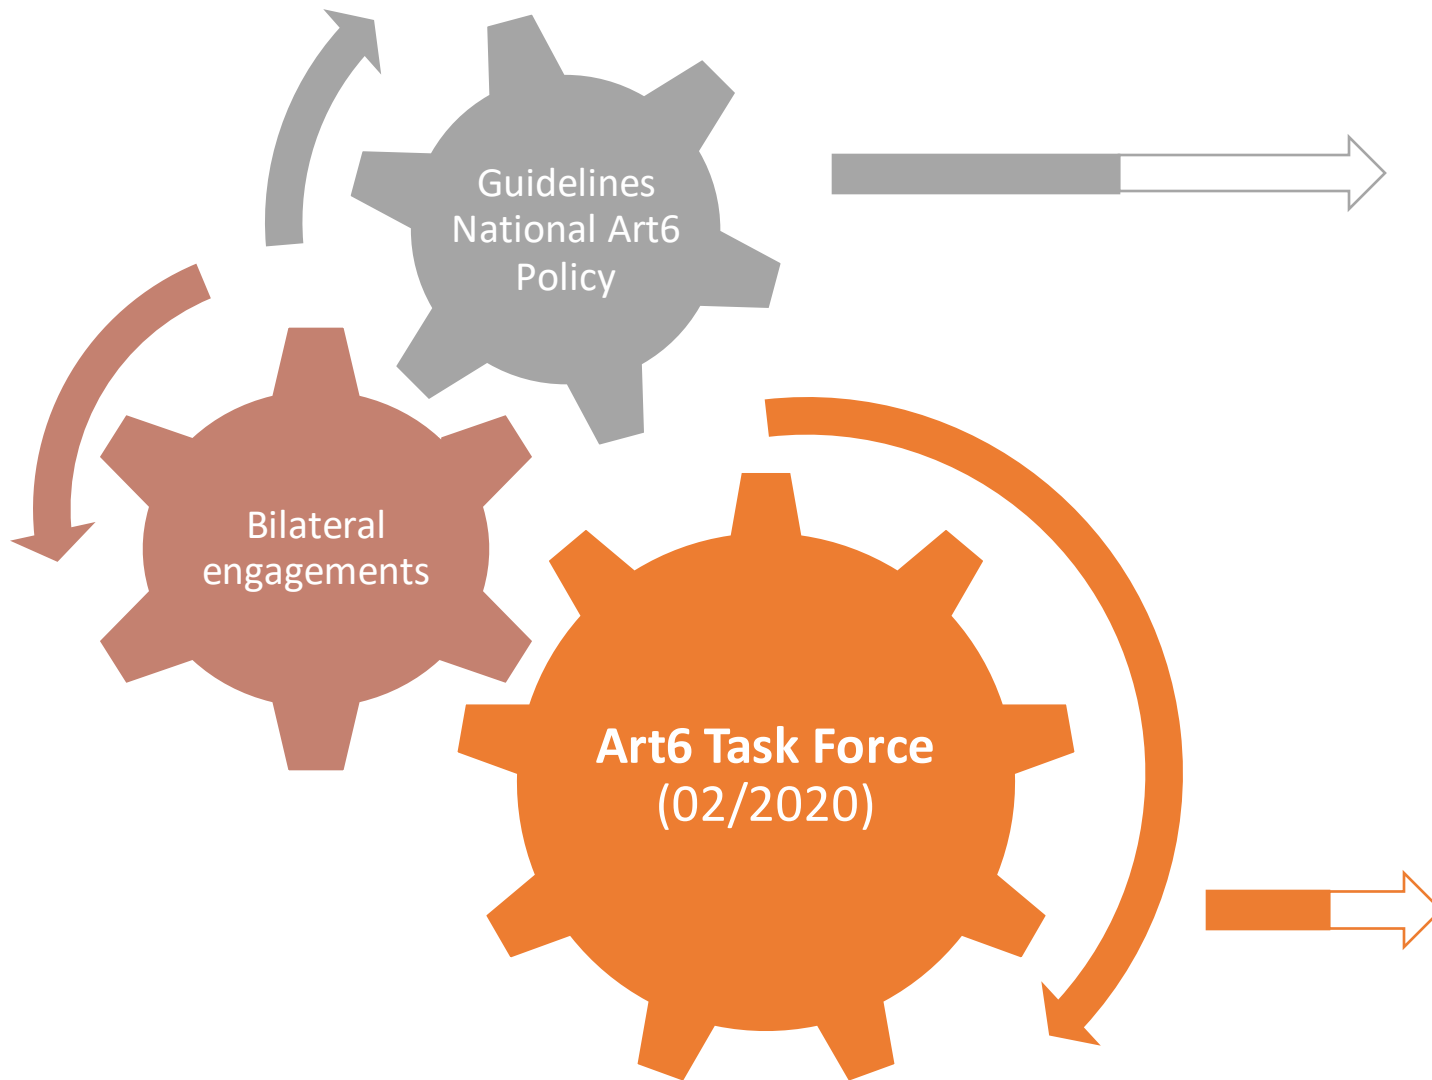 Guidelines
National Art6
Policy
Bilateral
engagements
Art6 Task Force
(02/2020)